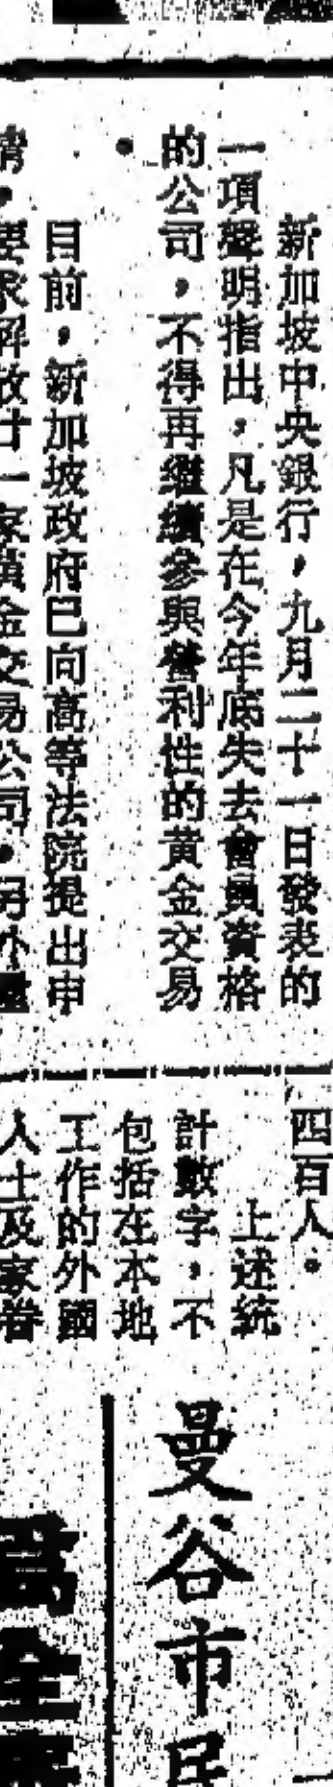 新加坡中央銀行，九月二十一日發表的
一項聲明指出，凡是在今年底失去會員資格
的公司，不得再繼續參與營利性的黃金交易
。
目前，新加坡政府已向高等法院提出申
請，要求解散廿一家黃金交易公司。另外
四百人。
上述統
計數字，不
包括在本地
工作的外國
人士及家眷
曼谷市民